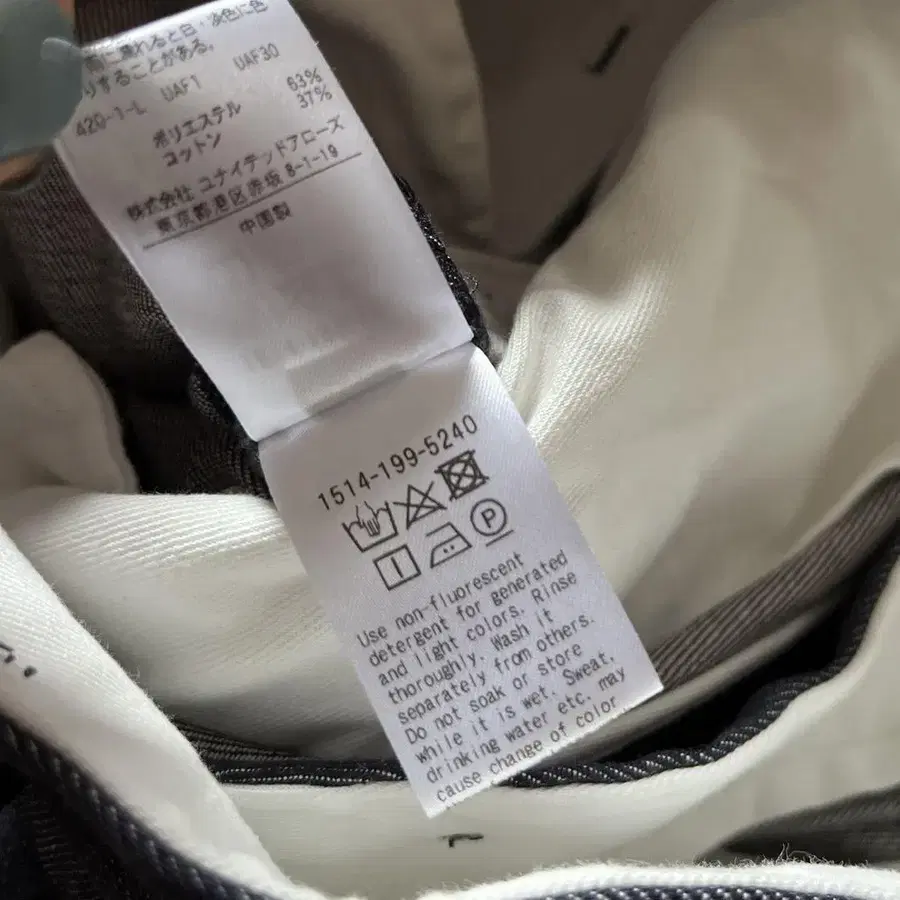 に濡れると白・淡色に色
りすることがある。
420-1-L UAF1 UAF30
ポリエステル 63%
コットン 37%
株式会社 ユナイテッドアローズ
東京都港区赤坂 8-1-19
中国製
1514-199-5240
P
Use non-fluorescent
detergent for generated
and light colors. Rinse
thoroughly. Wash it
separately from others.
Do not soak or store
while it is wet. Sweat,
drinking water etc. may
cause change of color